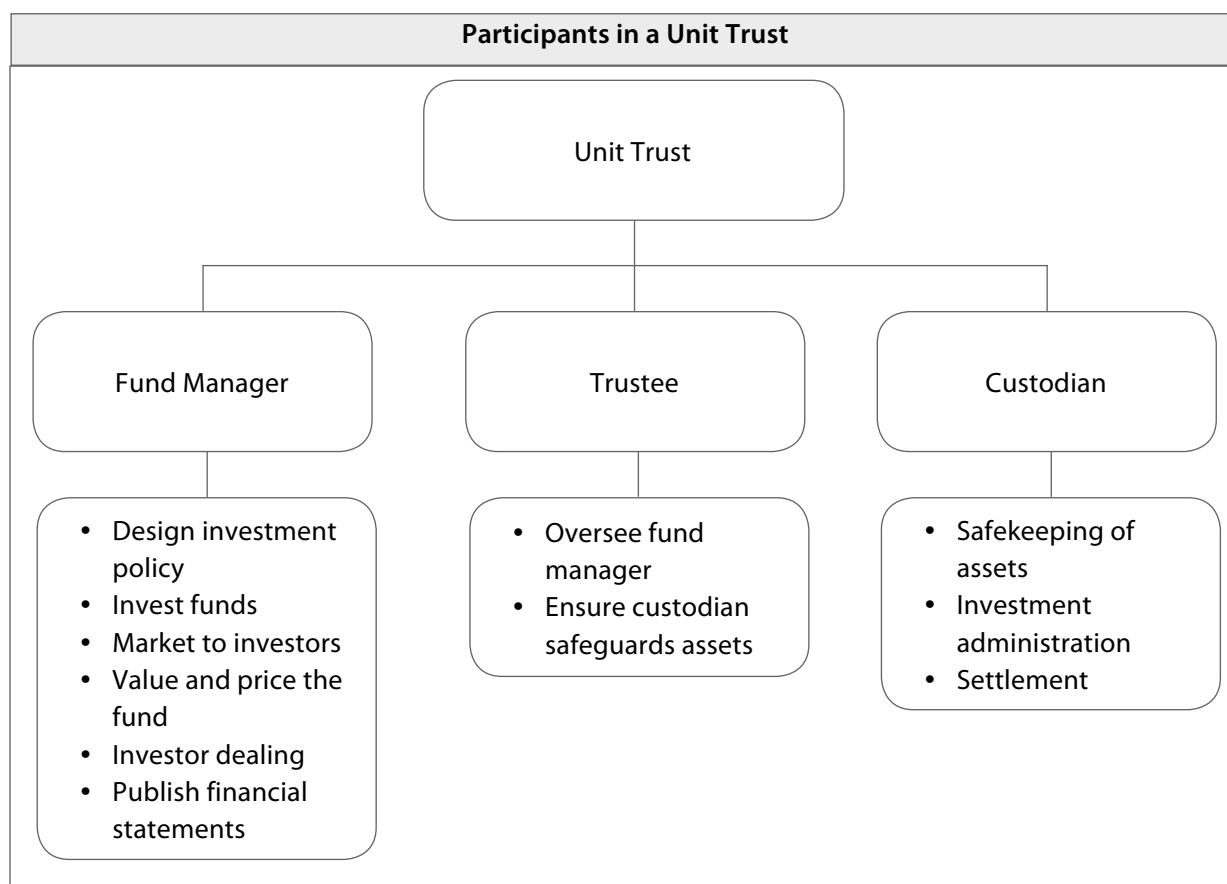 Participants in a Unit Trust
Unit Trust
Fund Manager
Trustee
Custodian
• Design investment
policy
• Invest funds
• Market to investors
• Value and price the
fund
• Investor dealing
• Publish financial
statements
• Oversee fund
manager
• Ensure custodian
safeguards assets
• Safekeeping of
assets
• Investment
administration
• Settlement